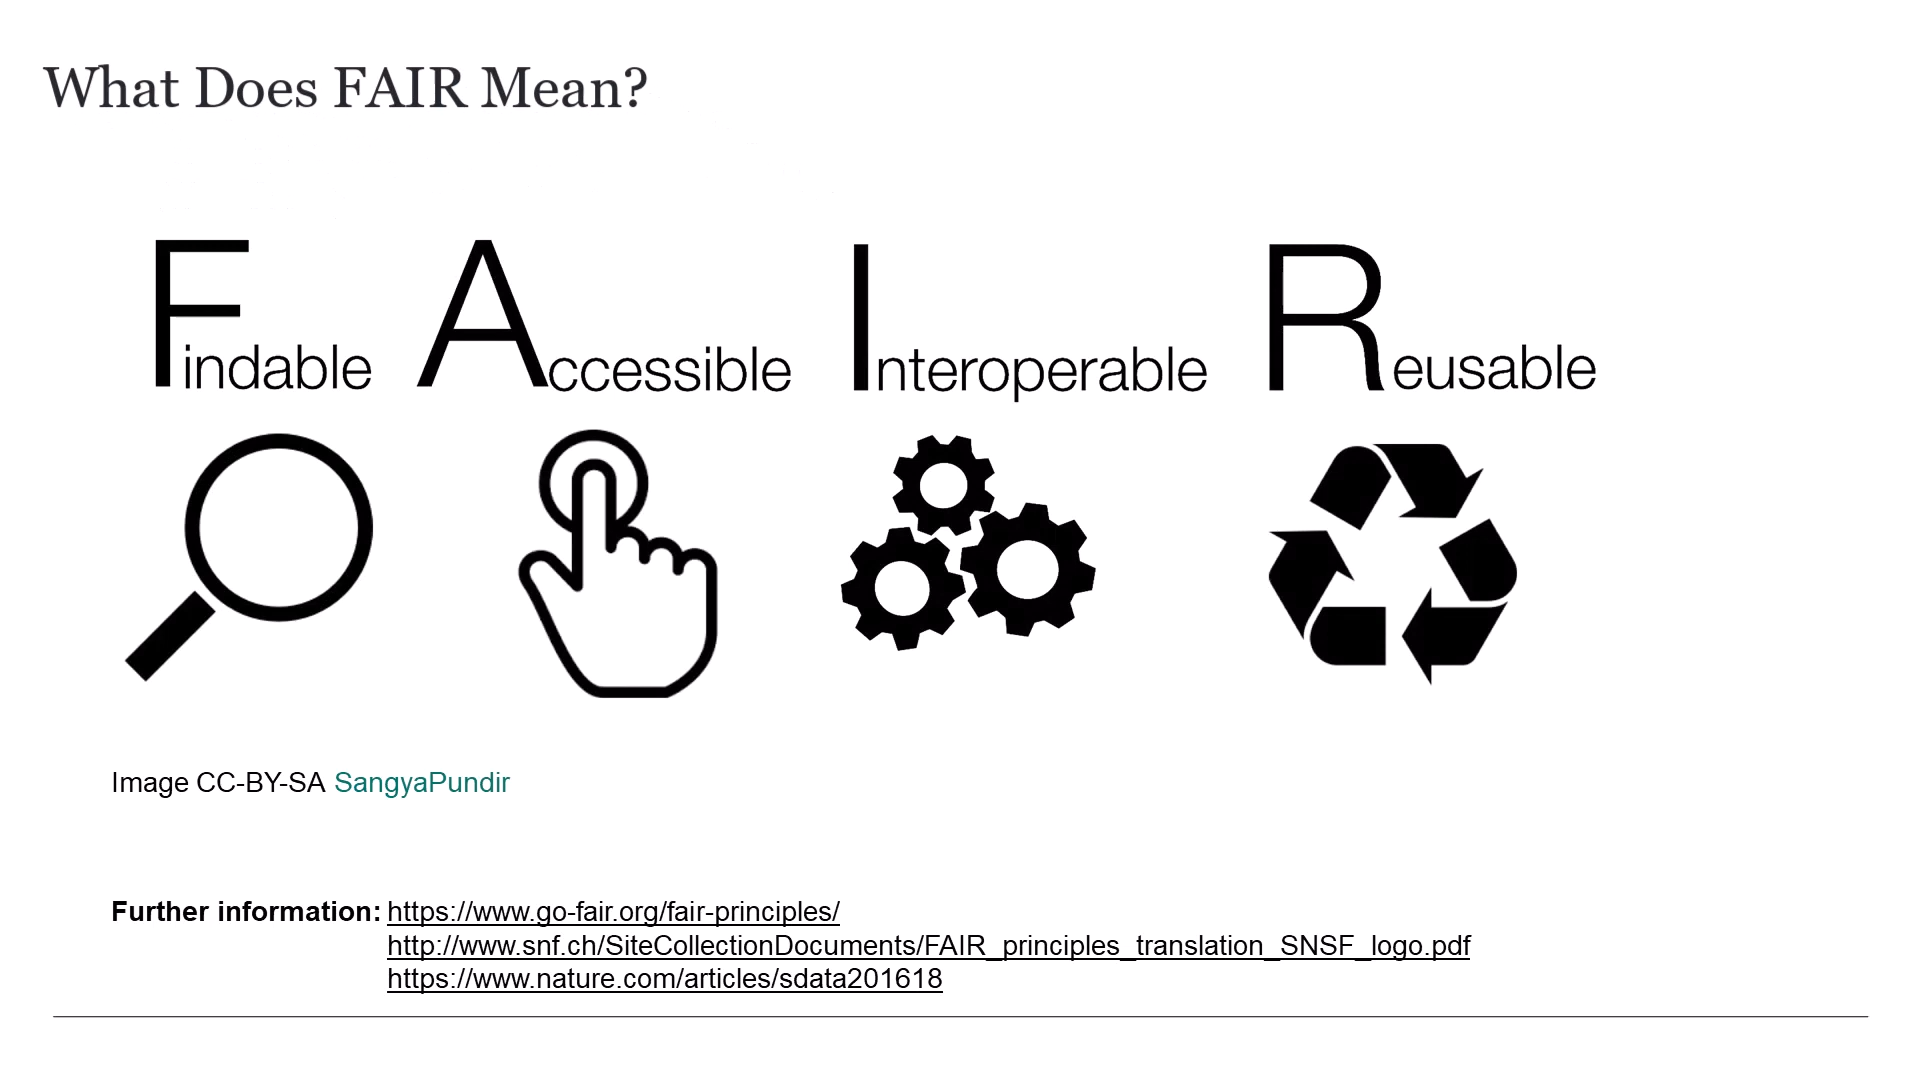 What Does FAIR Mean?
Findable Accessible Interoperable Reusable
Image CC-BY-SA SangyaPundir
Further information: https://www.go-fair.org/fair-principles/
http://www.snf.ch/SiteCollectionDocuments/FAIR_principles_translation_SNSF_logo.pdf
https://www.nature.com/articles/sdata201618